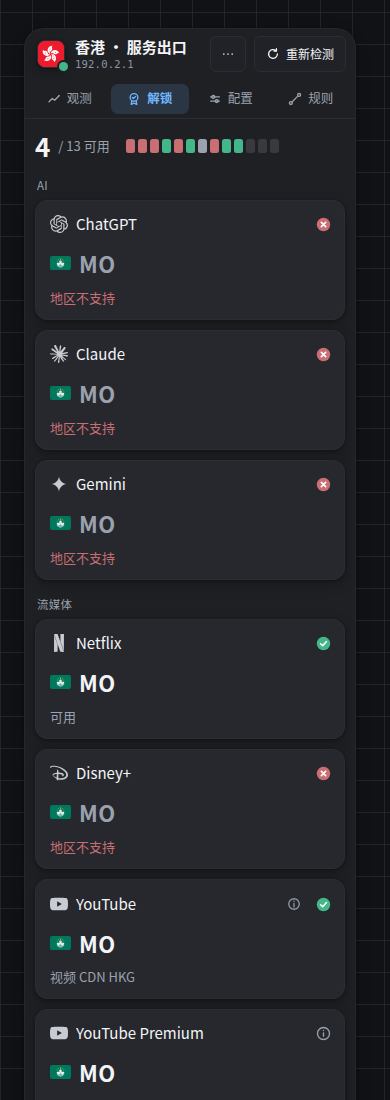 香港 · 服务出口
192.0.2.1
···
重新检测
观测
解锁
配置
规则
4 / 13 可用
AI
ChatGPT
MO
地区不支持
Claude
MO
地区不支持
Gemini
MO
地区不支持
流媒体
Netflix
MO
可用
Disney+
MO
地区不支持
YouTube
MO
视频 CDN HKG
YouTube Premium
MO